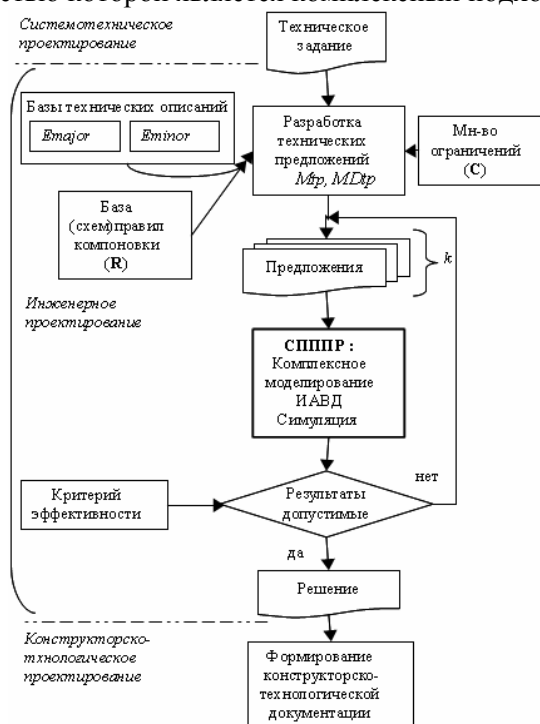 Системотехническое
проектирование
Техническое
задание
Базы технических описаний
Emajor
Eminor
Разработка
технических
предложений
Mtp, MDtp
Мн-во
ограничений
(С)
База
(схем)правил
компоновки
(R)
Предложения
k
Инженерное
проектирование
СПППР :
Комплексное
моделирование
ИАВД
Симуляция
Критерий
эффективности
Результаты
допустимые
нет
да
Решение
Конструкторско-
тхнологическое
проектирование
Формирование
конструкторско-
технологической
документации